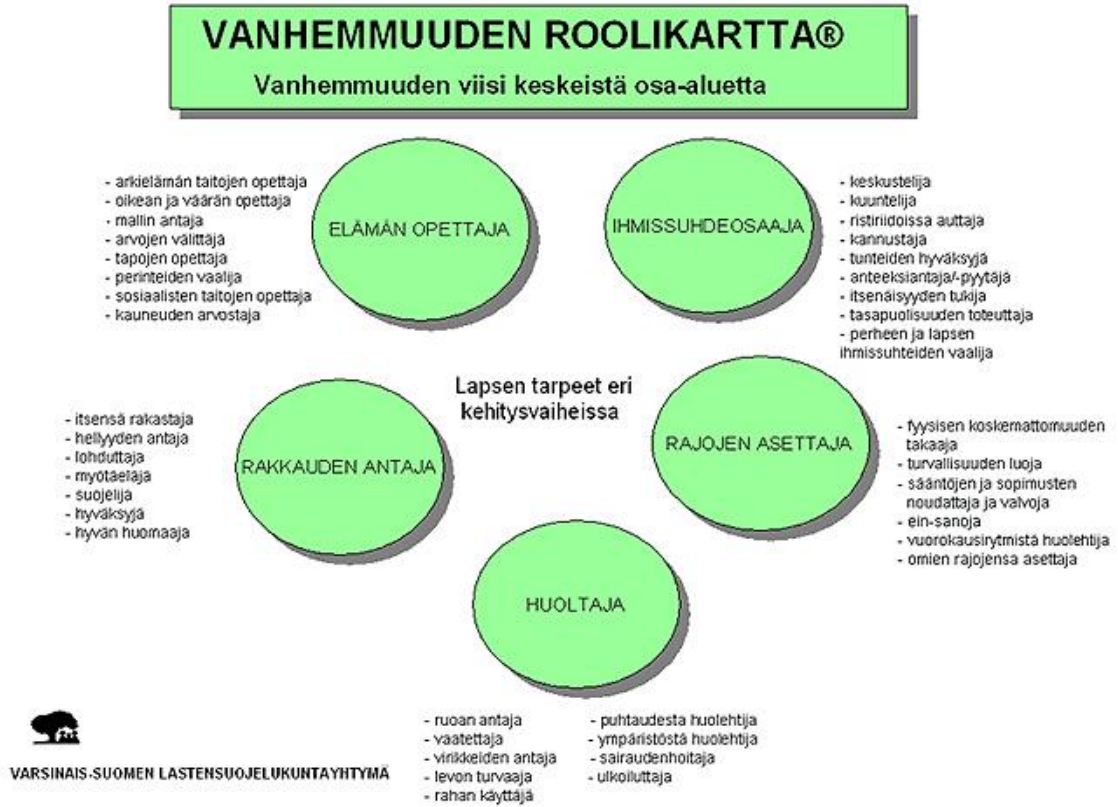 VANHEMMUUDEN ROOLIKARTTA®
Vanhemmuuden viisi keskeistä osa-aluetta
- arkielämän taitojen opettaja
- oikean ja väärän opettaja
- mallin antaja
- arvojen välittäjä
- tapojen opettaja
- perinteiden vaalija
- sosiaalisten taitojen opettaja
- kauneuden arvostaja
ELÄMÄN OPETTAJA
IHMISSUHDEOSAAJA
- keskustelija
- kuuntelija
- ristiriidoissa auttaja
- kannustaja
- tunteiden hyväksyjä
- anteeksiantaja/-pyytäjä
- itsenäisyyden tukija
- tasapuolisuuden toteuttaja
- perheen ja lapsen
ihmissuhteiden vaalija
Lapsen tarpeet eri
kehitysvaiheissa
- itsensä rakastaja
- hellyyden antaja
- lohduttaja
- myötäeläjä
- suojelija
- hyväksyjä
- hyvän huomaaja
RAKKAUDEN ANTAJA
RAJOJEN ASETTAJA
- fyysisen koskemattomuuden
takaaja
- turvallisuuden luoja
- sääntöjen ja sopimusten
noudattaja ja valvoja
- ein-sanoja
- vuorokausirytmistä huolehtija
- omien rajojensa asettaja
HUOLTAJA
- ruoan antaja
- vaatettaja
- virikkeiden antaja
- levon turvaaja
- rahan käyttäjä
- puhtaudesta huolehtija
- ympäristöstä huolehtija
- sairaudenhoitaja
- ulkoiluttaja
VARSINAIS-SUOMEN LASTENSUOJELUKUNTAYHTYMÄ